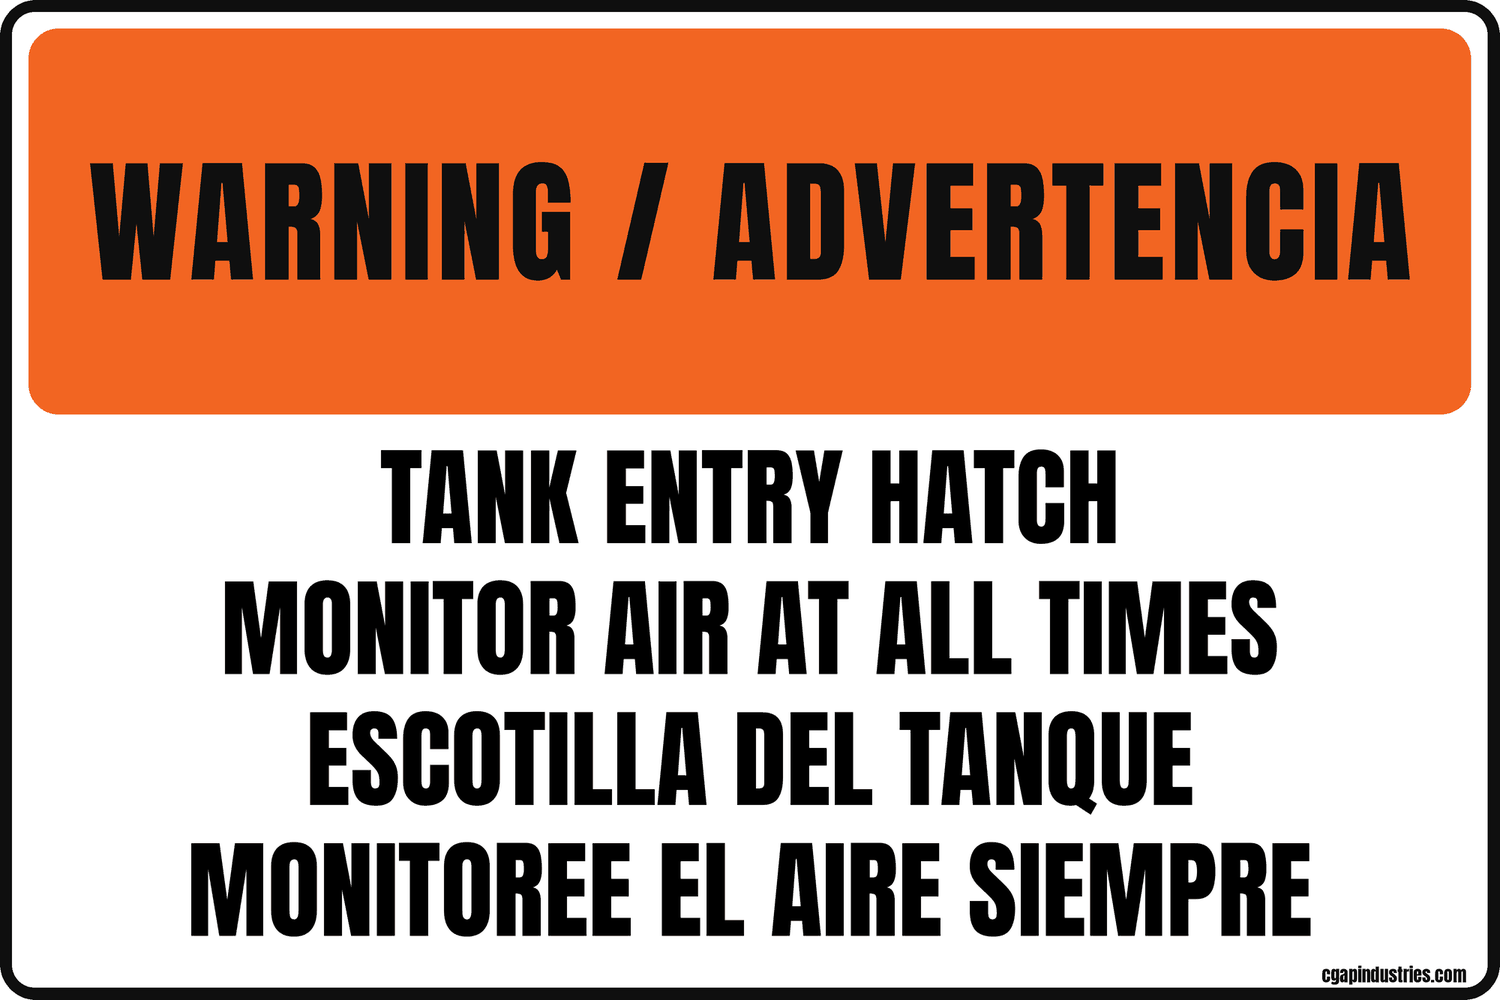 WARNING / ADVERTENCIA
TANK ENTRY HATCH
MONITOR AIR AT ALL TIMES
ESCOTILLA DEL TANQUE
MONITOREE EL AIRE SIEMPRE
cgapindustries.com